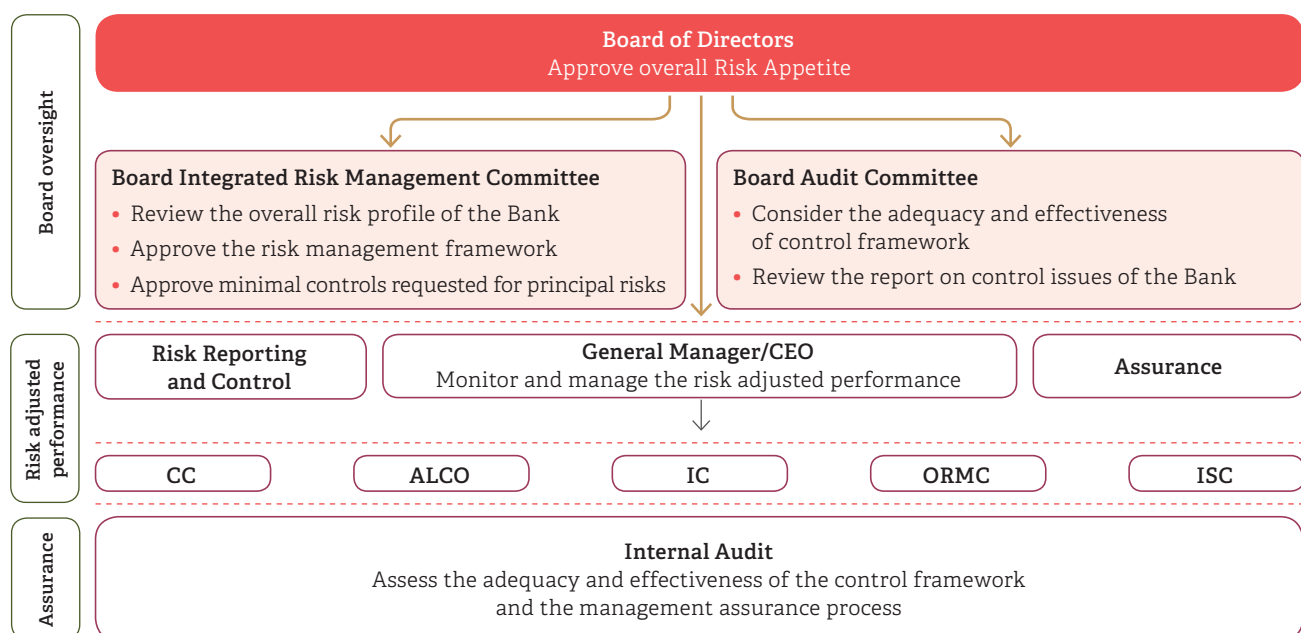 Board oversight
Board of Directors
Approve overall Risk Appetite
Board Integrated Risk Management Committee
• Review the overall risk profile of the Bank
• Approve the risk management framework
• Approve minimal controls requested for principal risks
Board Audit Committee
• Consider the adequacy and effectiveness
of control framework
• Review the report on control issues of the Bank
Risk adjusted
performance
Risk Reporting
and Control
General Manager/CEO
Monitor and manage the risk adjusted performance
Assurance
CC
ALCO
IC
ORMC
ISC
Assurance
Internal Audit
Assess the adequacy and effectiveness of the control framework
and the management assurance process